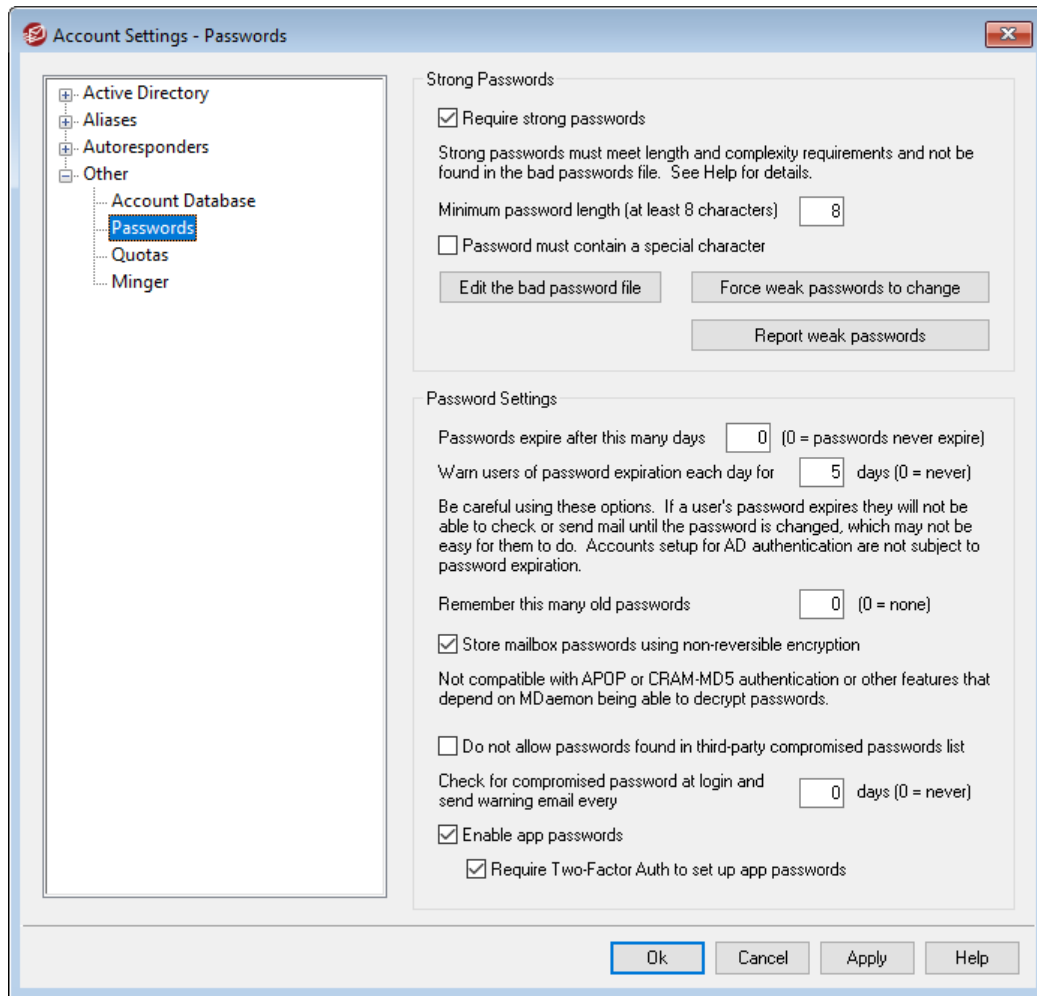 Account Settings - Passwords
Active Directory
Aliases
Autoresponders
Other
Account Database
Passwords
Quotas
Minger
Strong Passwords
Require strong passwords
Strong passwords must meet length and complexity requirements and not be
found in the bad passwords file. See Help for details.
Minimum password length (at least 8 characters) 8
Password must contain a special character
Edit the bad password file Force weak passwords to change
Report weak passwords
Password Settings
Passwords expire after this many days 0 (0 = passwords never expire)
Warn users of password expiration each day for 5 days (0 = never)
Be careful using these options. If a user's password expires they will not be
able to check or send mail until the password is changed, which may not be
easy for them to do. Accounts setup for AD authentication are not subject to
password expiration.
Remember this many old passwords 0 (0 = none)
Store mailbox passwords using non-reversible encryption
Not compatible with APOP or CRAM-MD5 authentication or other features that
depend on MDaemon being able to decrypt passwords.
Do not allow passwords found in third-party compromised passwords list
Check for compromised password at login and
send warning email every 0 days (0 = never)
Enable app passwords
Require Two-Factor Auth to set up app passwords
Ok Cancel Apply Help